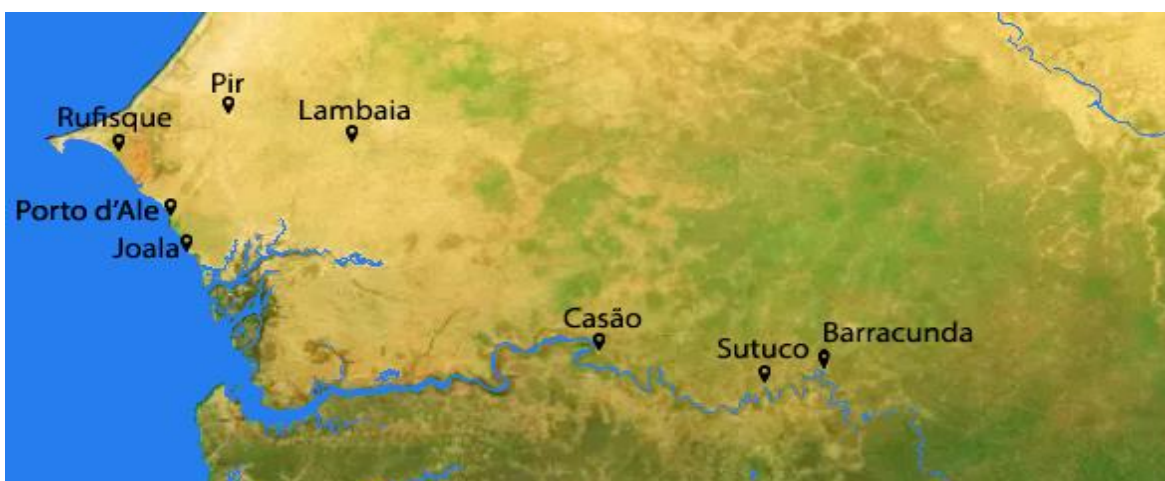 Pir
Rufisque
Lambaia
Porto d'Ale
Joala
Casão
Sutuco
Barracunda